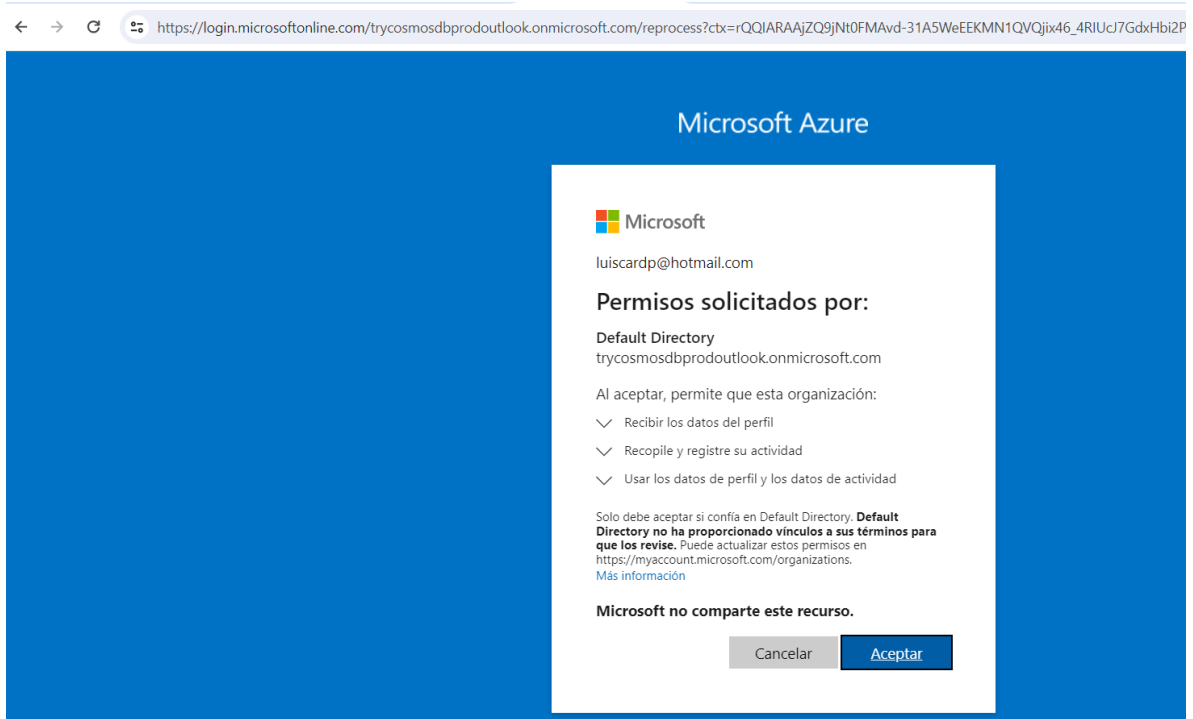 https://login.microsoftonline.com/trycosmosdbprodoutlook.onmicrosoft.com/reprocess?ctx=rQQIARAAjZQ9jNt0FMAvd-31A5WeEEKMN1QVQjix46_4RIUcJ7GdxHbi2P
Microsoft Azure
Microsoft
luiscardp@hotmail.com
Permisos solicitados por:
Default Directory
trycosmosdbprodoutlook.onmicrosoft.com
Al aceptar, permite que esta organización:
Recibir los datos del perfil
Recopile y registre su actividad
Usar los datos de perfil y los datos de actividad
Solo debe aceptar si confía en Default Directory. Default
Directory no ha proporcionado vínculos a sus términos para
que los revise. Puede actualizar estos permisos en
https://myaccount.microsoft.com/organizations.
Más información
Microsoft no comparte este recurso.
Cancelar
Aceptar